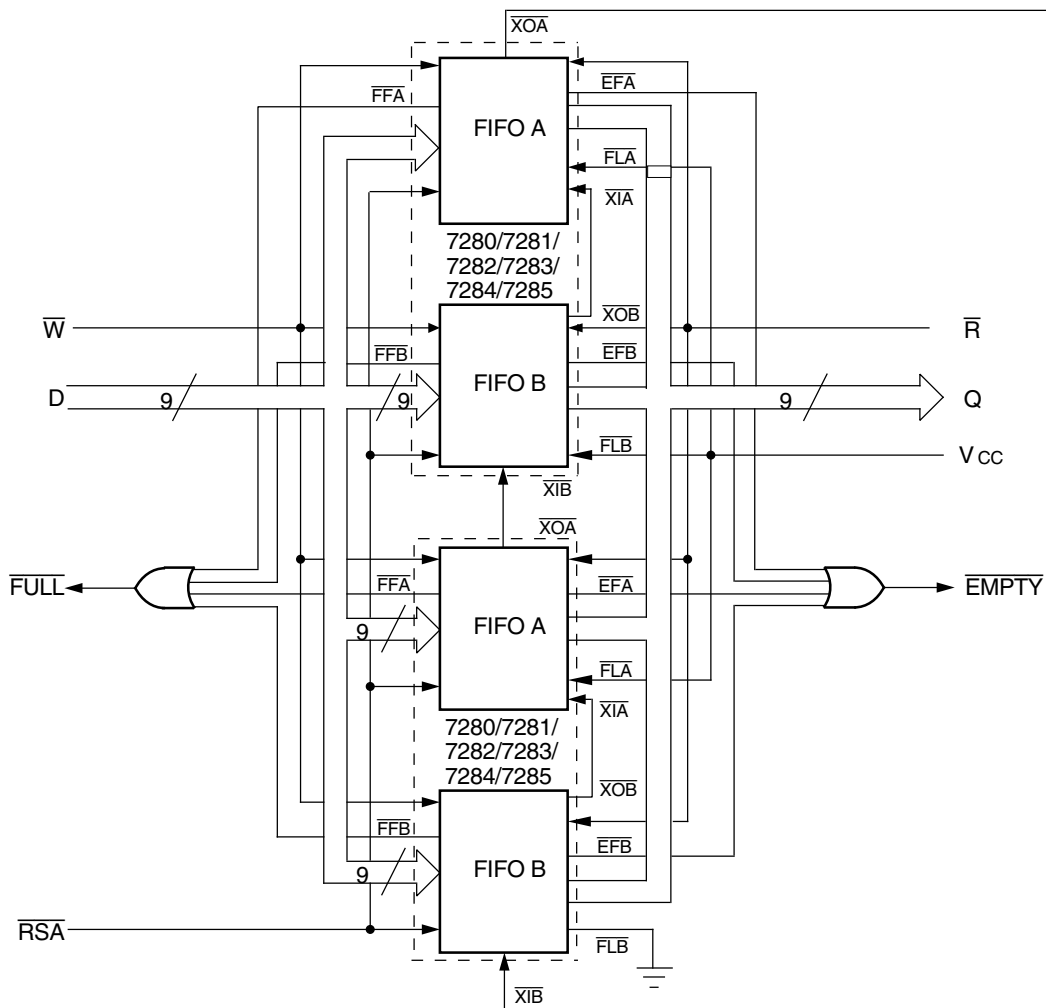 XOA
FFA
EFA
FIFO A
FLA
XIA
7280/7281/
7282/7283/
7284/7285
W
XOB
R
FFB
EFB
D
9
9
FIFO B
9
Q
FLB
VCC
XIB
XOA
FULL
FFA
EFA
EMPTY
9
FIFO A
FLA
XIA
7280/7281/
7282/7283/
7284/7285
XOB
FFB
EFB
9
FIFO B
RSA
FLB
XIB